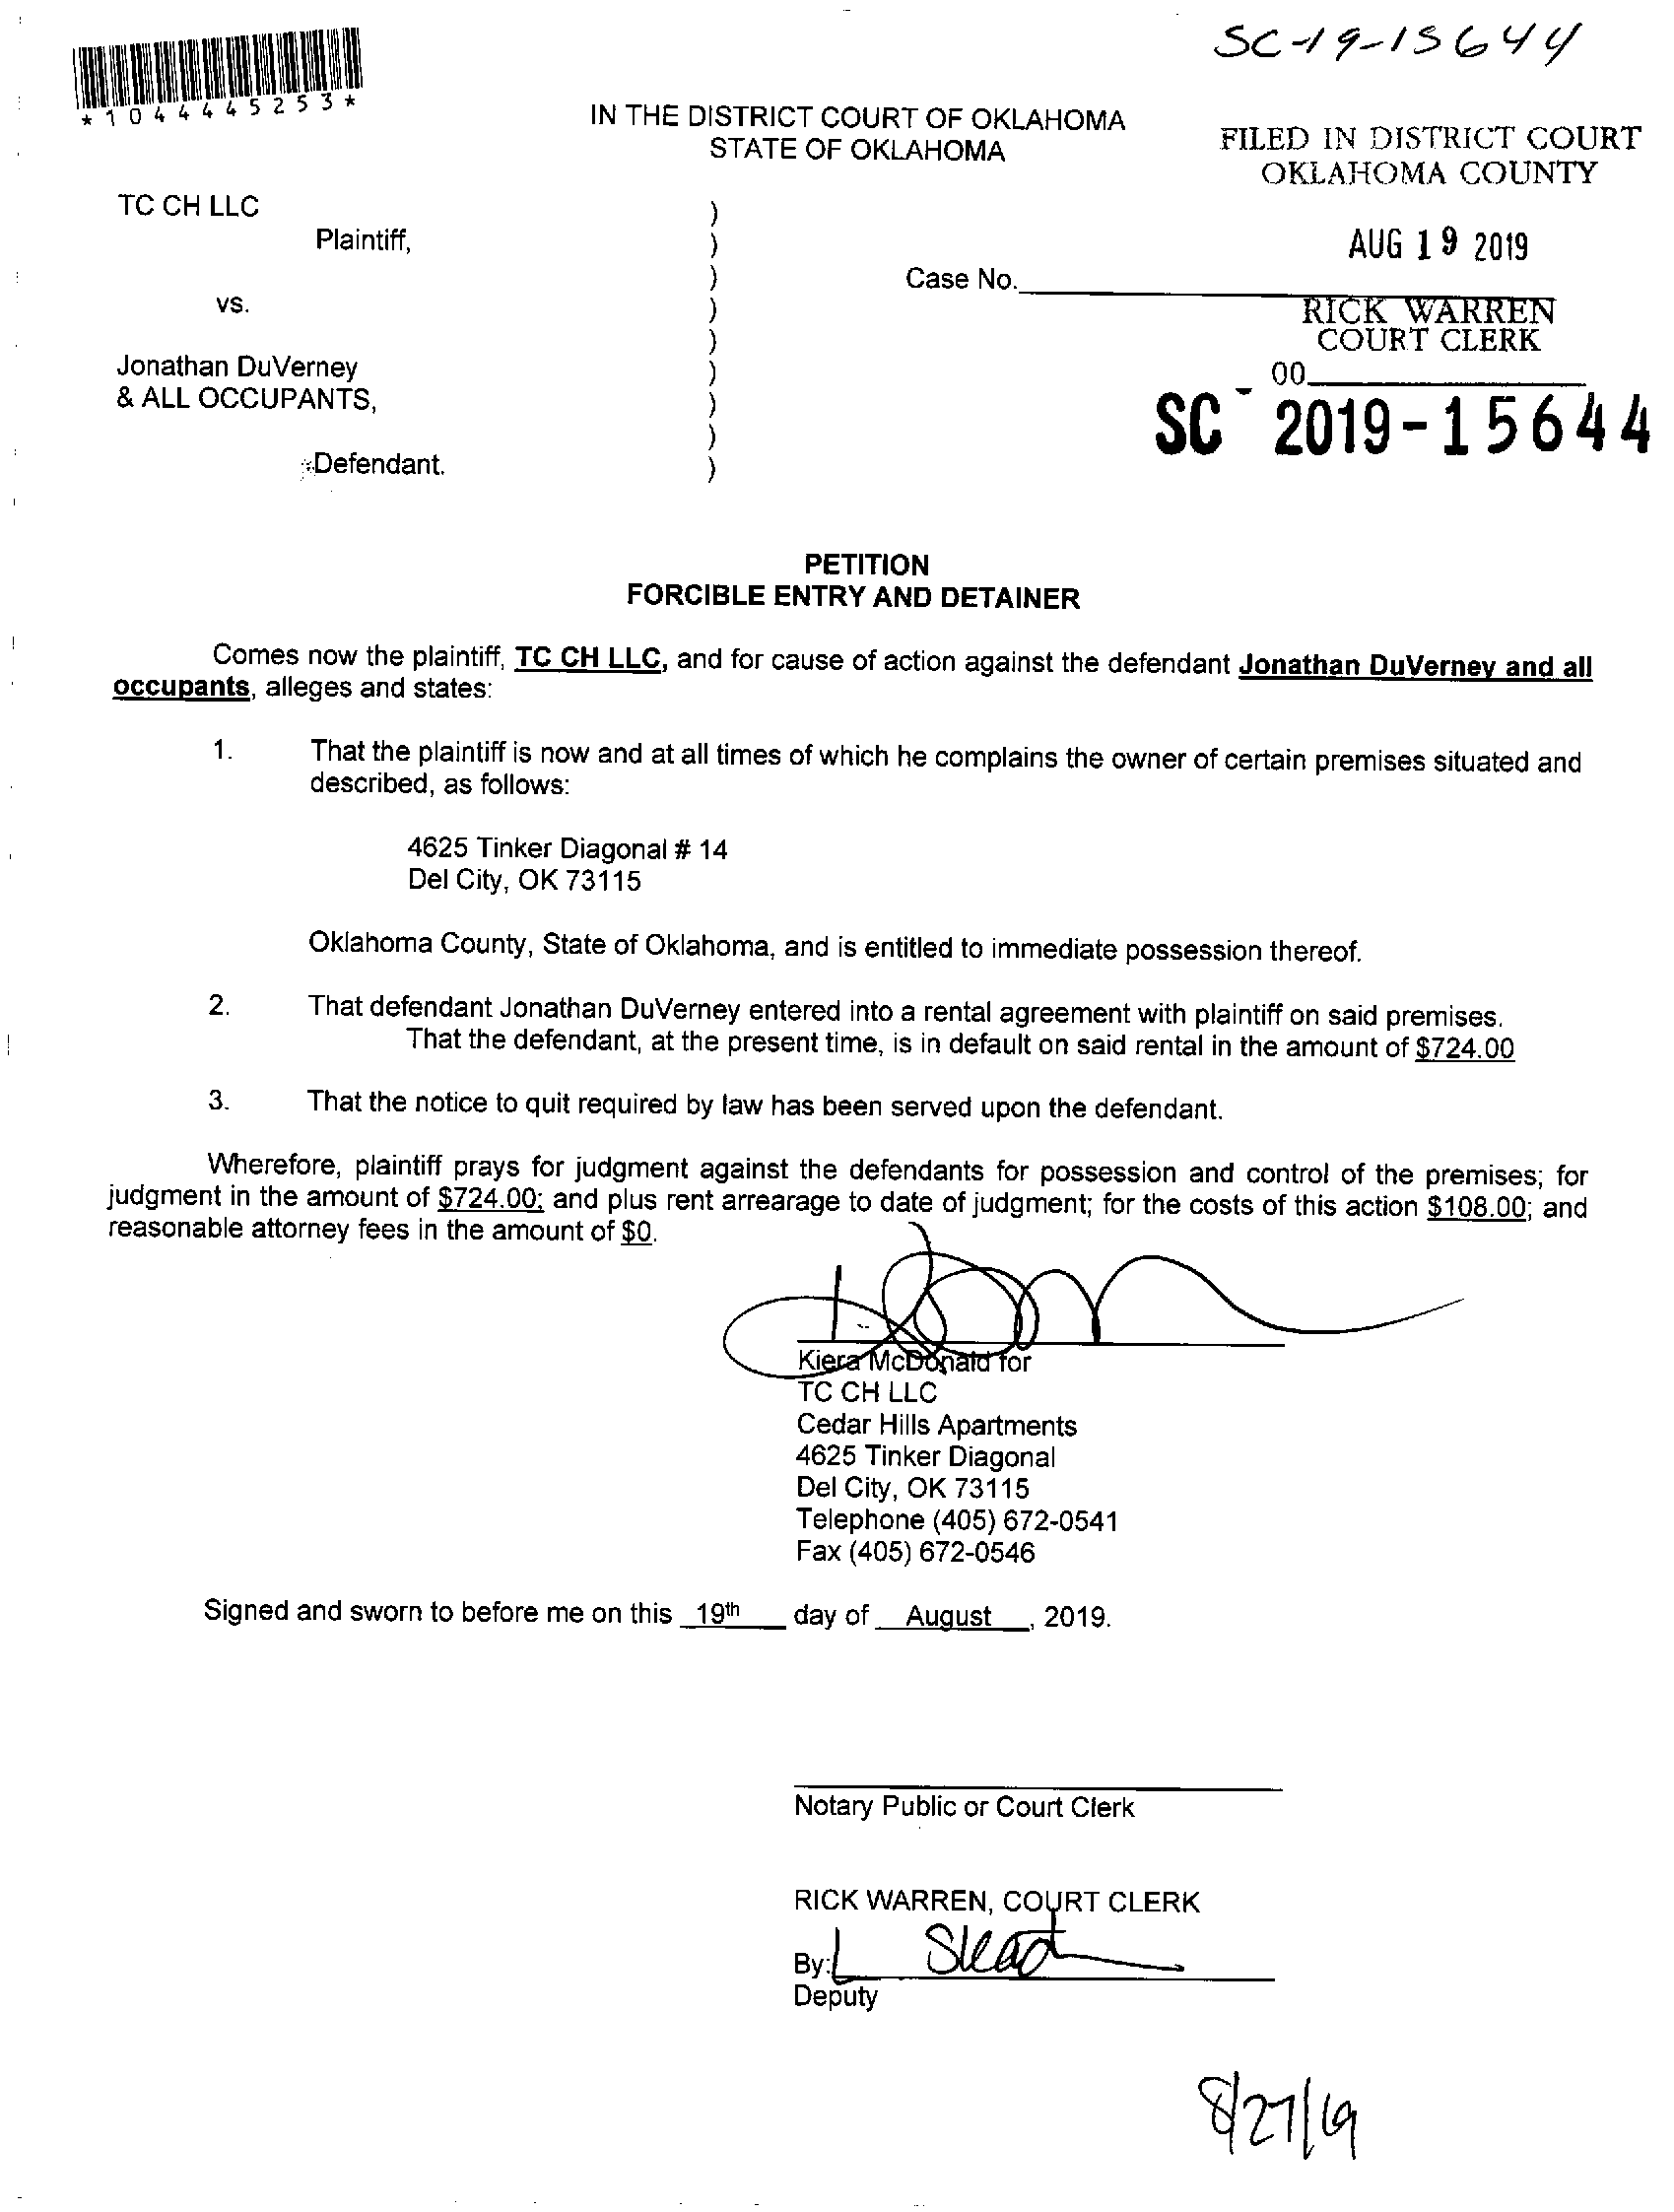 SC-19-15644
*1044445253*
IN THE DISTRICT COURT OF OKLAHOMA
STATE OF OKLAHOMA
FILED IN DISTRICT COURT
OKLAHOMA COUNTY
TC CH LLC
Plaintiff,
AUG 19 2019
Case No.
vs.
RICK WARREN
COURT CLERK
Jonathan DuVerney
& ALL OCCUPANTS,
00
SC - 2019-15644
Defendant.
)
)
)
)
)
)
)
)
)
PETITION
FORCIBLE ENTRY AND DETAINER
Comes now the plaintiff, TC CH LLC, and for cause of action against the defendant Jonathan DuVerney and all
occupants, alleges and states:
1. That the plaintiff is now and at all times of which he complains the owner of certain premises situated and
described, as follows:
4625 Tinker Diagonal # 14
Del City, OK 73115
Oklahoma County, State of Oklahoma, and is entitled to immediate possession thereof.
2. That defendant Jonathan DuVerney entered into a rental agreement with plaintiff on said premises.
That the defendant, at the present time, is in default on said rental in the amount of $724.00
3. That the notice to quit required by law has been served upon the defendant.
Wherefore, plaintiff prays for judgment against the defendants for possession and control of the premises; for
judgment in the amount of $724.00; and plus rent arrearage to date of judgment; for the costs of this action $108.00; and
reasonable attorney fees in the amount of $0.
Kiera McDonald for
TC CH LLC
Cedar Hills Apartments
4625 Tinker Diagonal
Del City, OK 73115
Telephone (405) 672-0541
Fax (405) 672-0546
Signed and sworn to before me on this 19th day of August, 2019.
Notary Public or Court Clerk
RICK WARREN, COURT CLERK
By:
Deputy
8/27/19